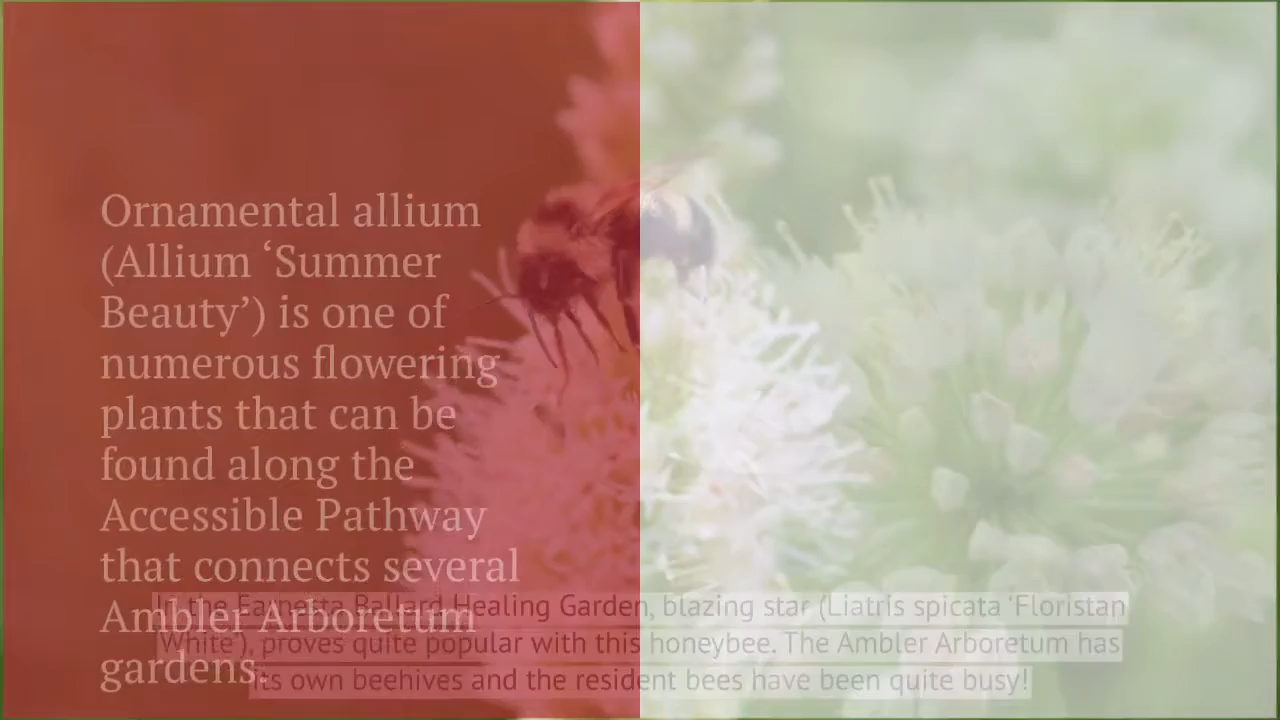 Ornamental allium
(Allium ‘Summer
Beauty’) is one of
numerous flowering
plants that can be
found along the
Accessible Pathway
that connects several
Ambler Arboretum
gardens.
In the Earnetta Ballard Healing Garden, blazing star (Liatris spicata ‘Floristan
White’), proves quite popular with this honeybee. The Ambler Arboretum has
its own beehives and the resident bees have been quite busy!